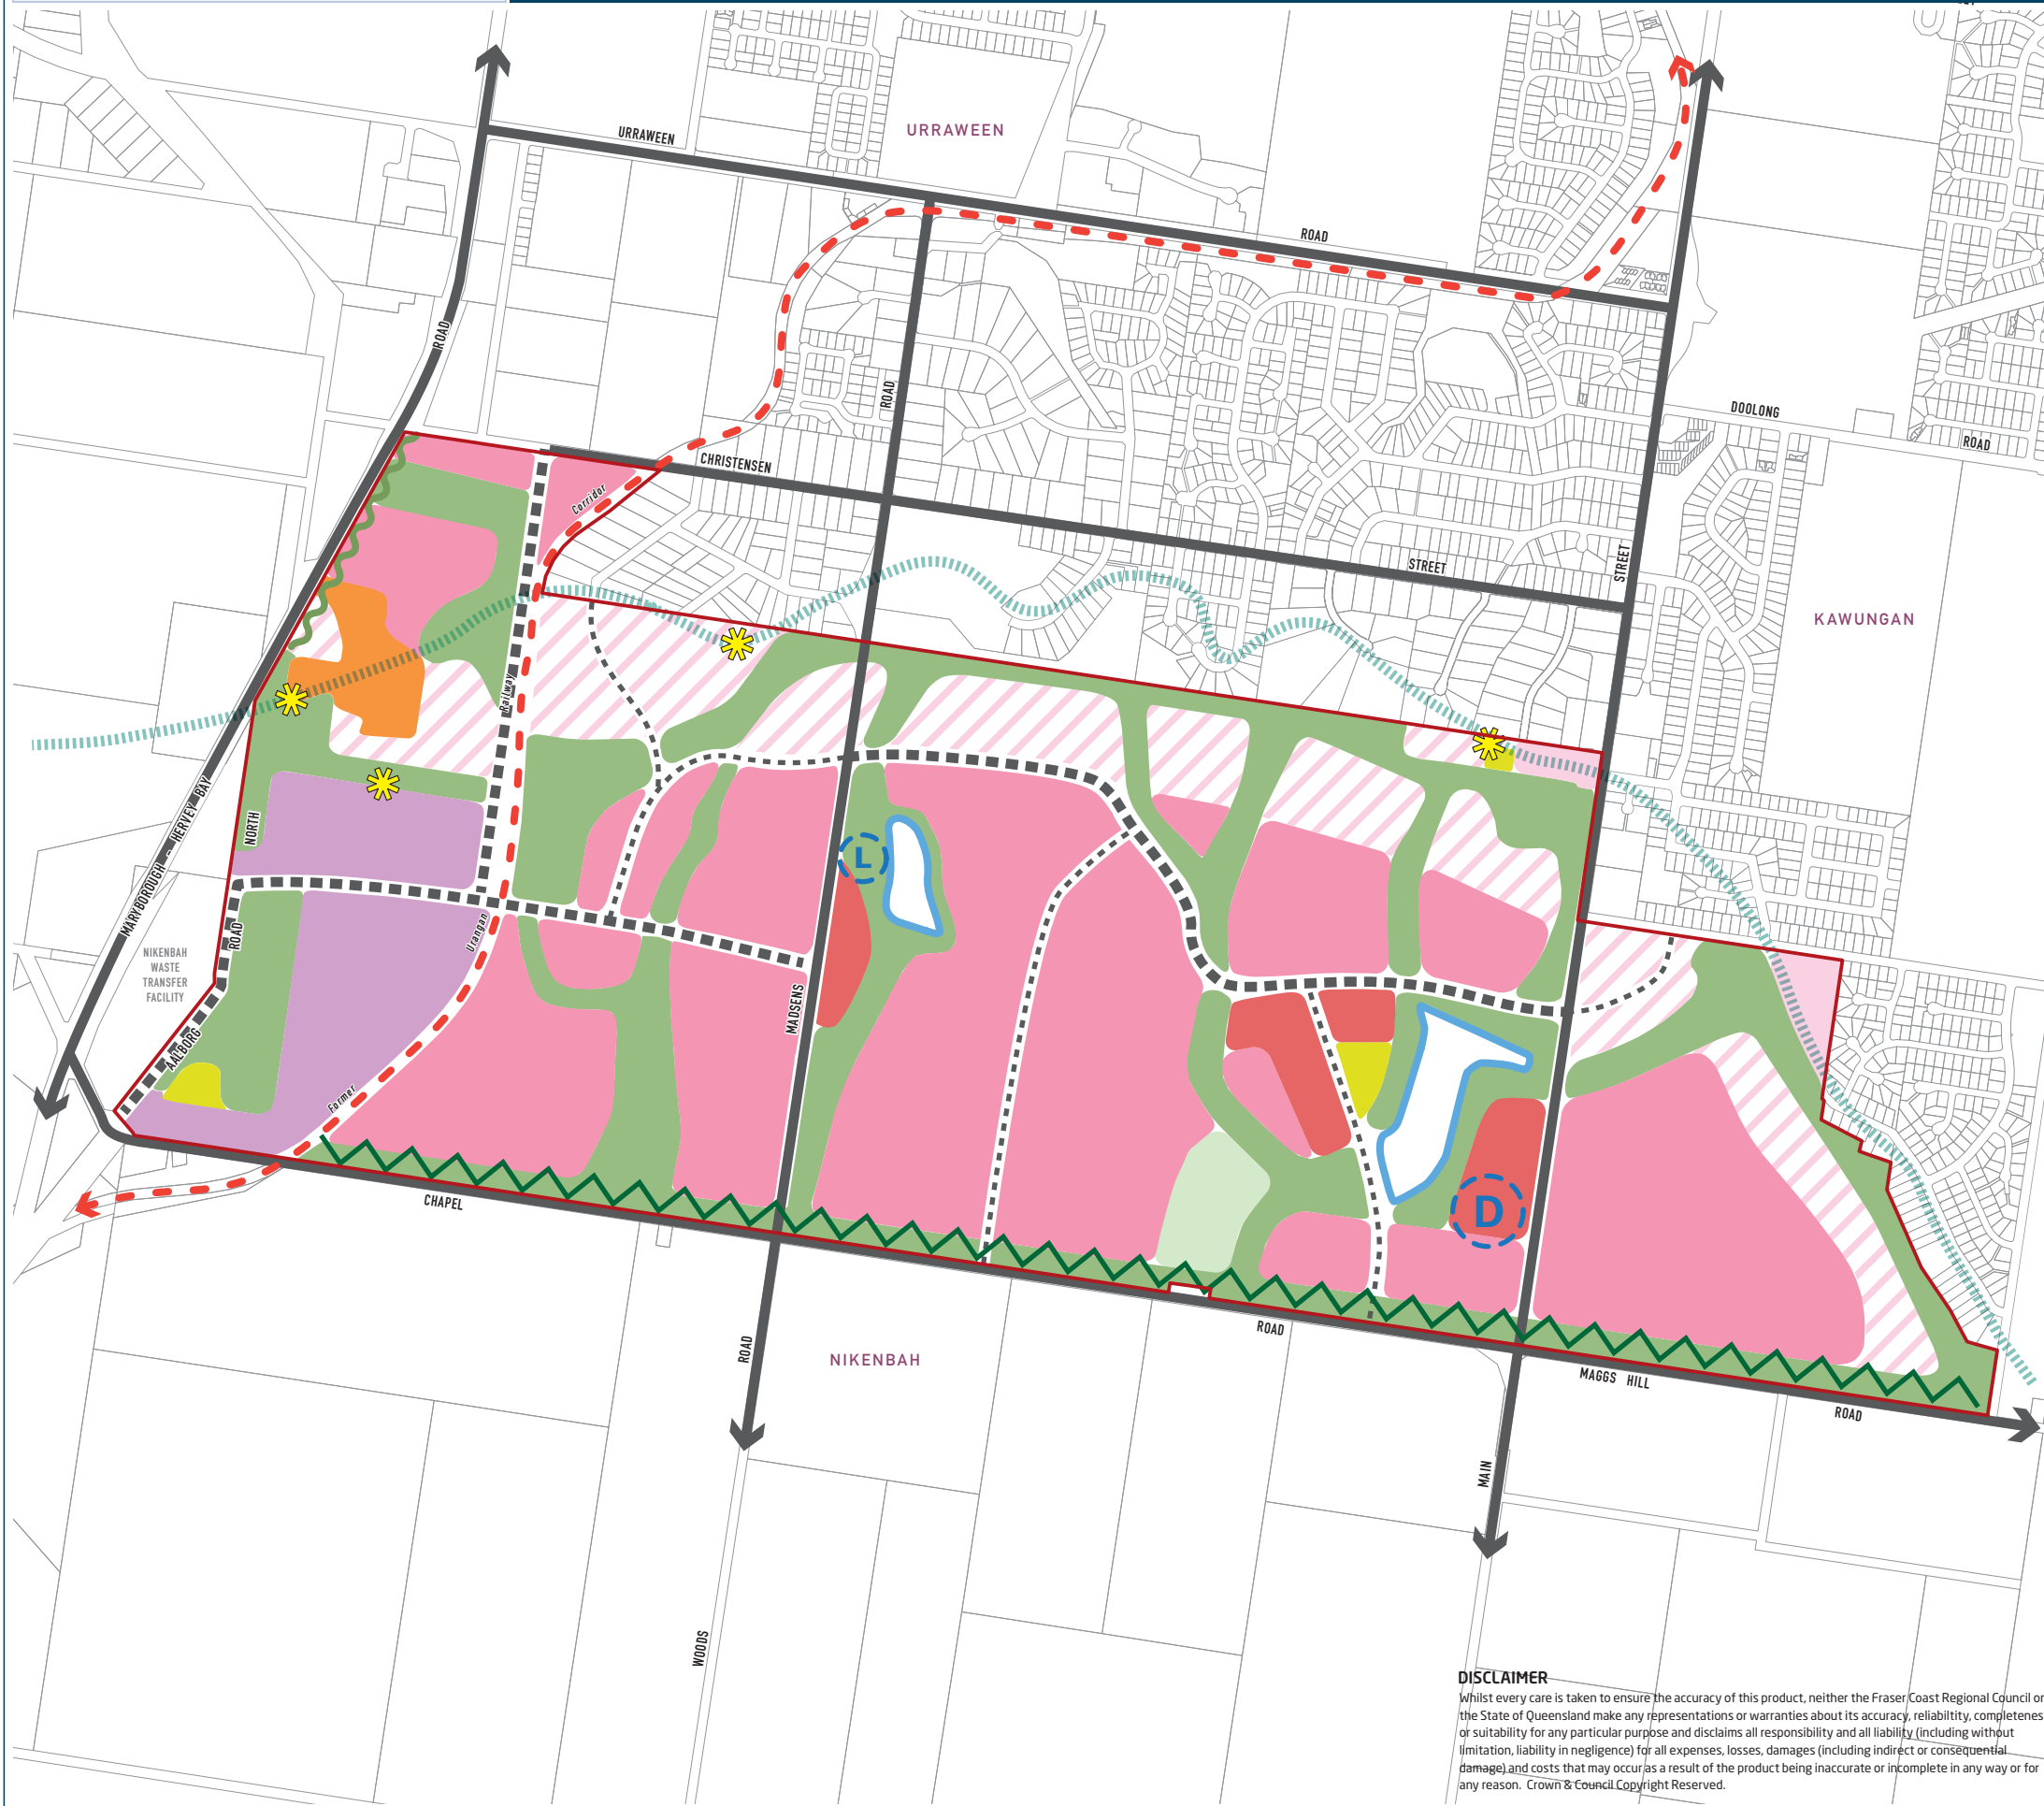 URRAWEEN
URRAWEEN
ROAD
ROAD
ROAD
DOOLONG
ROAD
CHRISTENSEN
Corridor
STREET
STREET
KAWUNGAN
Railway
MARYBOROUGH - HERVEY BAY
NORTH
L
ROAD
Urangan
NIKENBAH
WASTE
TRANSFER
FACILITY
MADSENS
AALBORG
Former
CHAPEL
D
ROAD
ROAD
NIKENBAH
MAGGS HILL
ROAD
MAIN
WOODS
DISCLAIMER
Whilst every care is taken to ensure the accuracy of this product, neither the Fraser Coast Regional Council or
the State of Queensland make any representations or warranties about its accuracy, reliabiltity, completenes
or suitability for any particular purpose and disclaims all responsibility and all liability (including without
limitation, liability in negligence) for all expenses, losses, damages (including indirect or consequential
damage) and costs that may occur as a result of the product being inaccurate or incomplete in any way or for
any reason. Crown & Council Copyright Reserved.